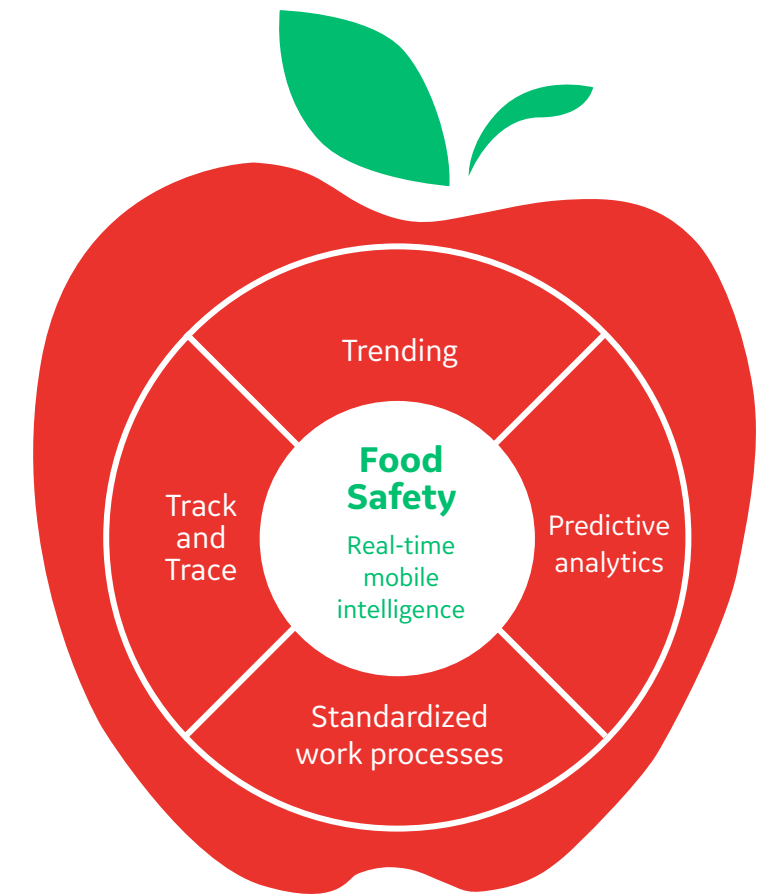 Trending
Food
Safety
Real-time
mobile
intelligence
Track
and
Trace
Predictive
analytics
Standardized
work processes